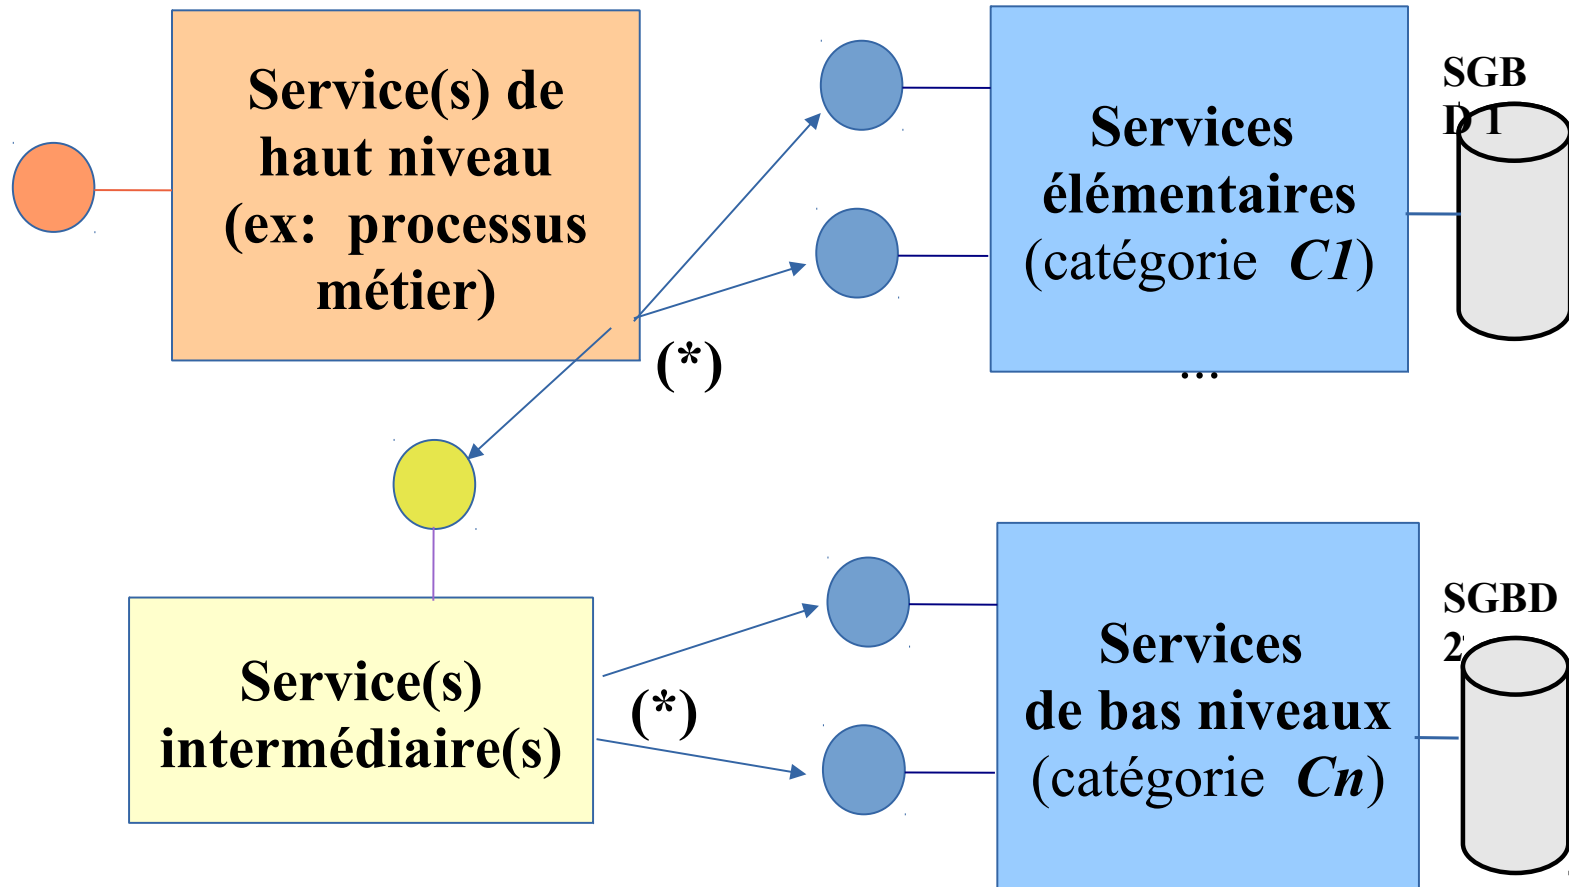 Service(s) de
haut niveau
(ex: processus
métier)
(*)
Services
élémentaires
(catégorie C1)
...
SGB
D 1
Service(s)
intermédiaire(s)
(*)
Services
de bas niveaux
(catégorie Cn)
SGBD
2